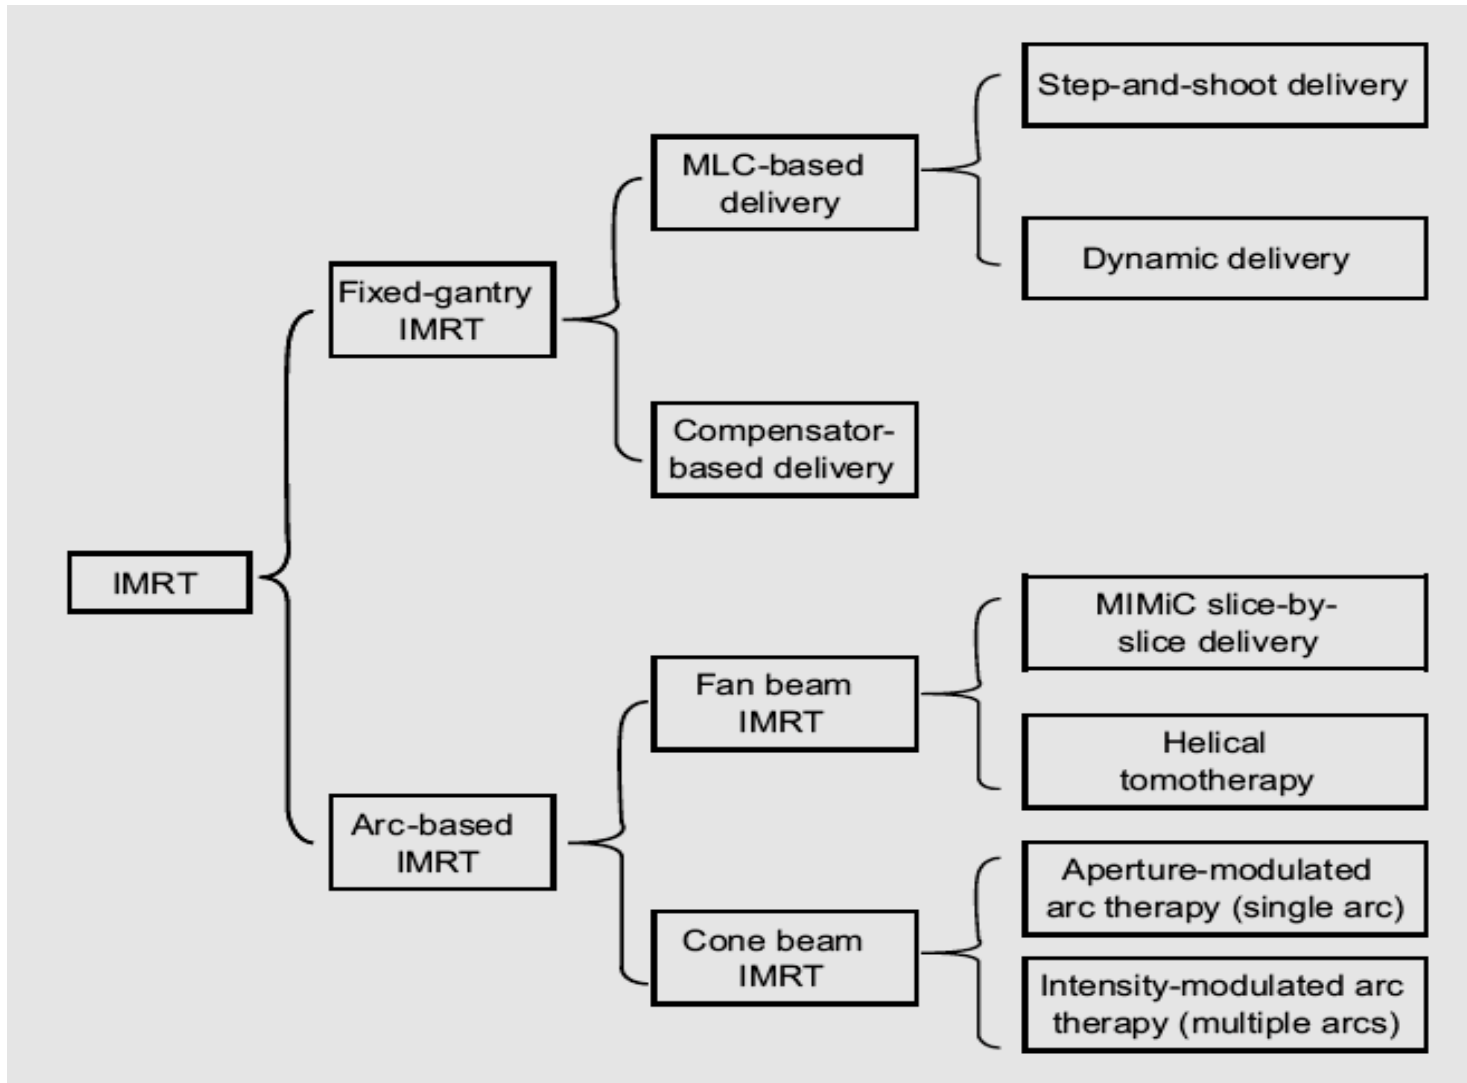 Step-and-shoot delivery
MLC-based
delivery
Dynamic delivery
Fixed-gantry
IMRT
Compensator-
based delivery
IMRT
MIMiC slice-by-
slice delivery
Fan beam
IMRT
Helical
tomotherapy
Arc-based
IMRT
Aperture-modulated
arc therapy (single arc)
Cone beam
IMRT
Intensity-modulated arc
therapy (multiple arcs)